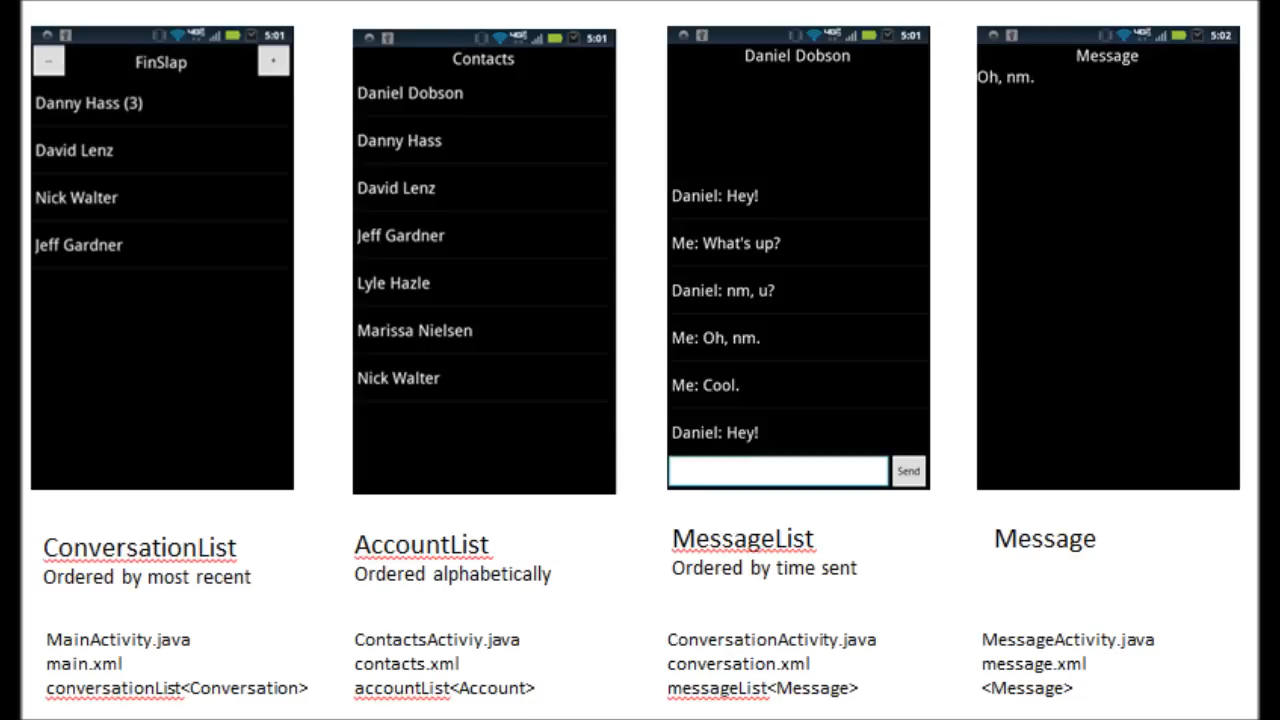 5:01
FinSlap
–
+
Danny Hass (3)
David Lenz
Nick Walter
Jeff Gardner
5:01
Contacts
Daniel Dobson
Danny Hass
David Lenz
Jeff Gardner
Lyle Hazle
Marissa Nielsen
Nick Walter
5:01
Daniel Dobson
Daniel: Hey!
Me: What's up?
Daniel: nm, u?
Me: Oh, nm.
Me: Cool.
Daniel: Hey!
Send
5:02
Message
Oh, nm.
ConversationList
Ordered by most recent
MainActivity.java
main.xml
conversationList<Conversation>
AccountList
Ordered alphabetically
ContactsActiviy.java
contacts.xml
accountList<Account>
MessageList
Ordered by time sent
ConversationActivity.java
conversation.xml
messageList<Message>
Message
MessageActivity.java
message.xml
<Message>